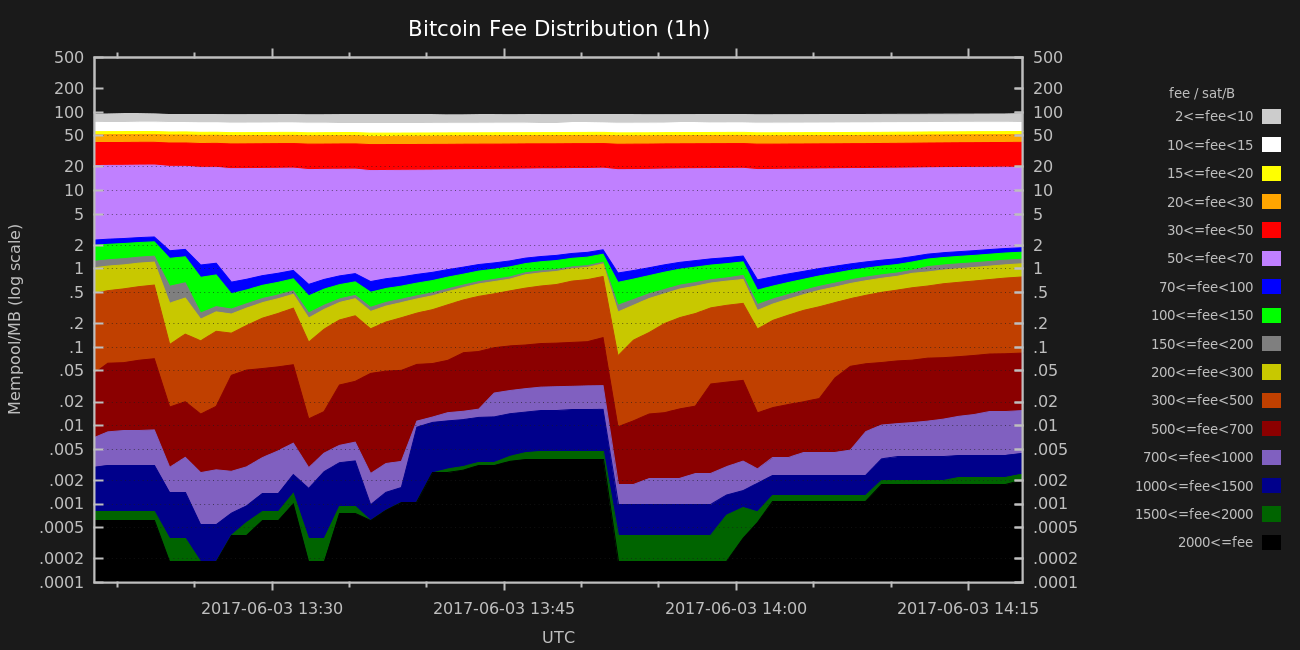 Bitcoin Fee Distribution (1h)
500
200
100
50
20
10
5
2
1
.5
.2
.1
.05
.02
.01
.005
.002
.001
.0005
.0002
.0001
Mempool/MB (log scale)
500
200
100
50
20
10
5
2
1
.5
.2
.1
.05
.02
.01
.005
.002
.001
.0005
.0002
.0001
2017-06-03 13:30
2017-06-03 13:45
2017-06-03 14:00
2017-06-03 14:15
UTC
fee / sat/B
2<=fee<10
10<=fee<15
15<=fee<20
20<=fee<30
30<=fee<50
50<=fee<70
70<=fee<100
100<=fee<150
150<=fee<200
200<=fee<300
300<=fee<500
500<=fee<700
700<=fee<1000
1000<=fee<1500
1500<=fee<2000
2000<=fee